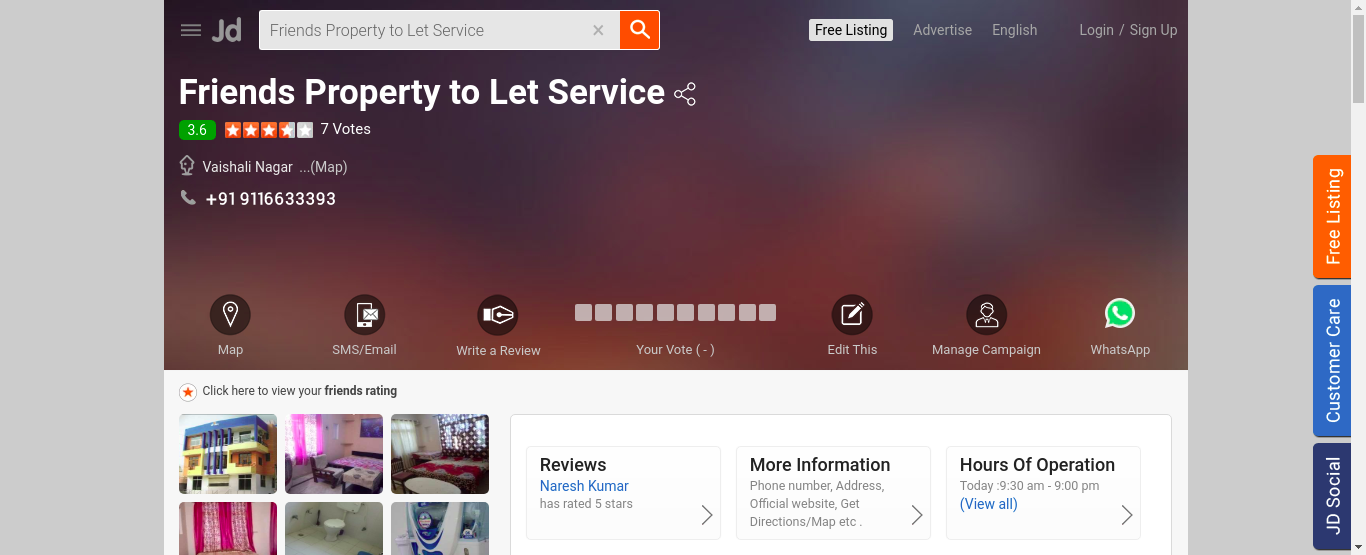 Jd
Friends Property to Let Service
Free Listing
Advertise
English
Login / Sign Up
Friends Property to Let Service
3.6
7 Votes
Vaishali Nagar ...(Map)
+91 9116633393
Map
SMS/Email
Write a Review
Your Vote ( - )
Edit This
Manage Campaign
WhatsApp
Click here to view your friends rating
Reviews
Naresh Kumar
has rated 5 stars
More Information
Phone number, Address,
Official website, Get
Directions/Map etc .
Hours Of Operation
Today :9:30 am - 9:00 pm
(View all)
Free Listing
Customer Care
JD Social